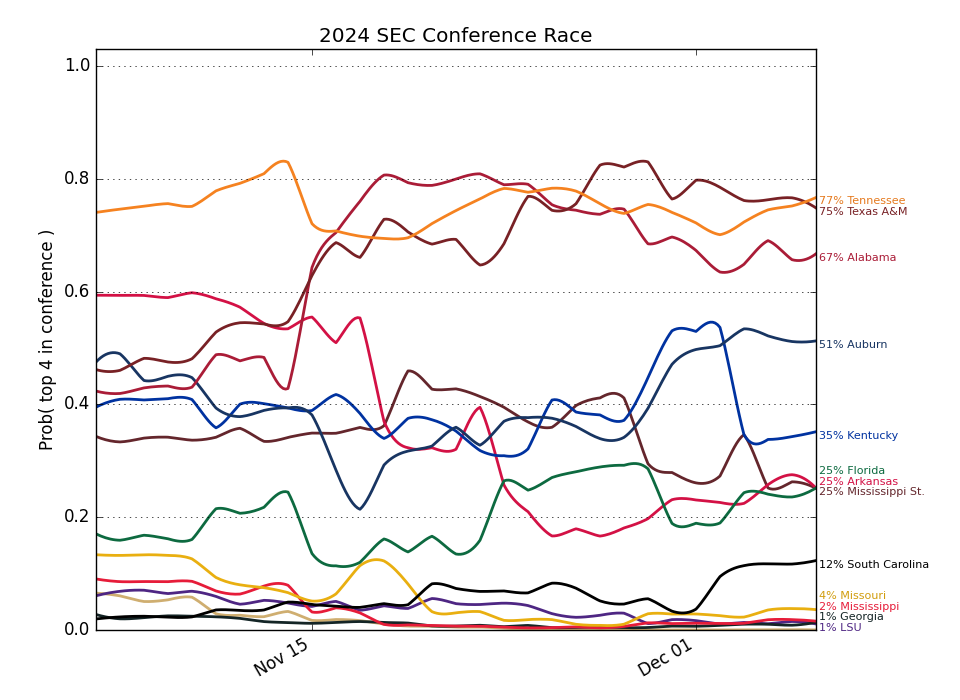 2024 SEC Conference Race
Prob( top 4 in conference )
1.0
0.8
0.6
0.4
0.2
0.0
Nov 15
Dec 01
77% Tennessee
75% Texas A&M
67% Alabama
51% Auburn
35% Kentucky
25% Florida
25% Arkansas
25% Mississippi St.
12% South Carolina
4% Missouri
2% Mississippi
1% Georgia
1% LSU